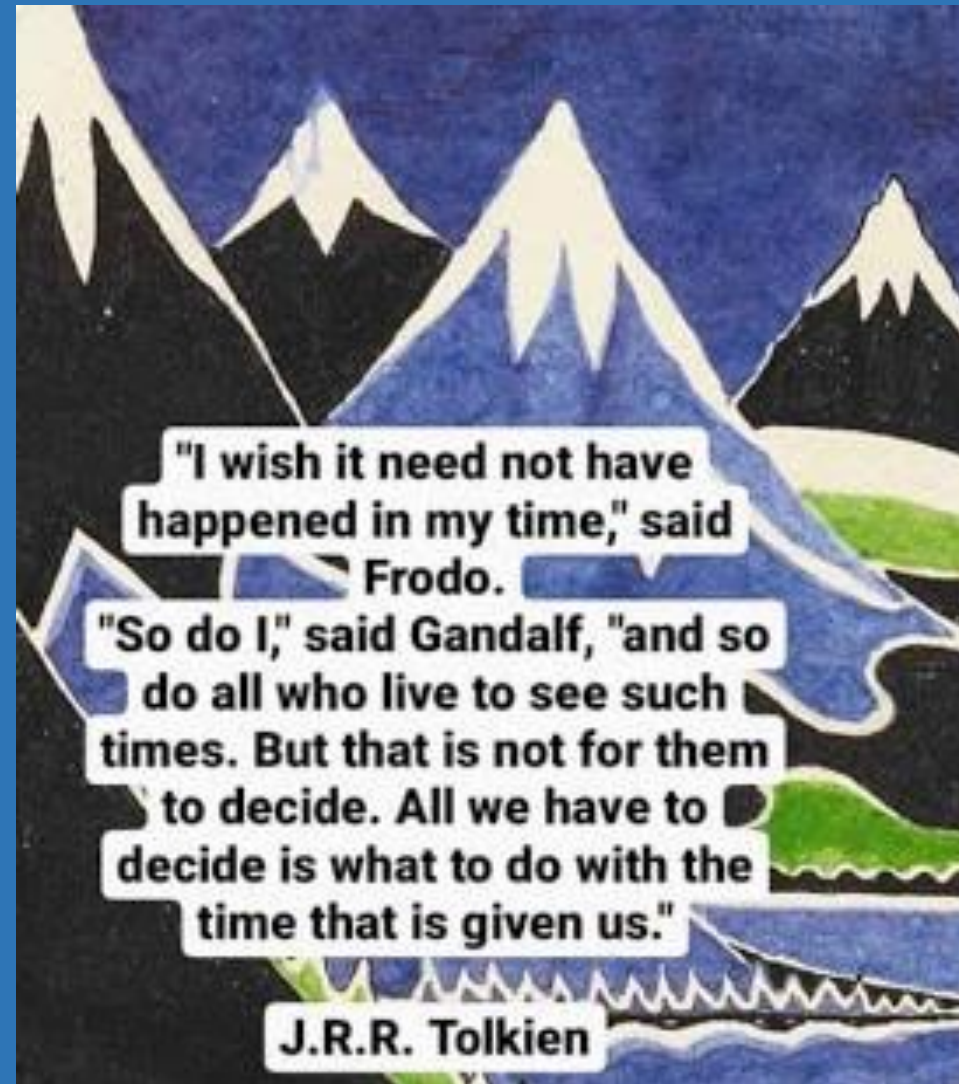 "I wish it need not have
happened in my time," said
Frodo.
"So do I," said Gandalf, "and so
do all who live to see such
times. But that is not for them
to decide. All we have to
decide is what to do with the
time that is given us."
J.R.R. Tolkien